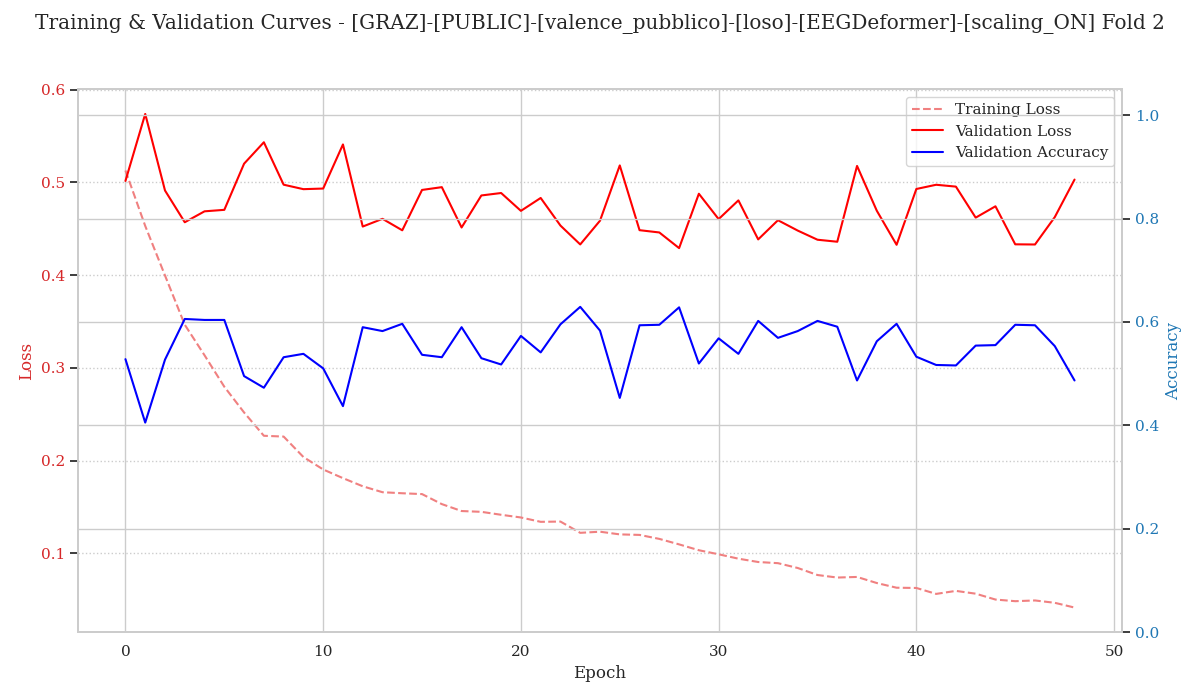 Training & Validation Curves - [GRAZ]-[PUBLIC]-[valence_pubblico]-[loso]-[EEGDeformer]-[scaling_ON] Fold 2
Training Loss
Validation Loss
Validation Accuracy
0.6
0.5
0.4
0.3
0.2
0.1
Loss
1.0
0.8
0.6
0.4
0.2
0.0
Accuracy
0
10
20
30
40
50
Epoch